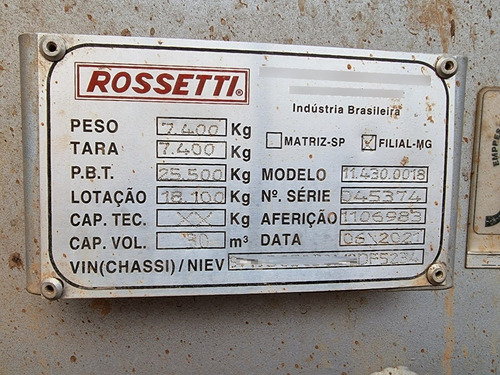 ROSSETTI®
Indústria Brasileira
PESO 7.400 Kg
MATRIZ-SP X FILIAL-MG
TARA 7.400 Kg
P.B.T. 25.500 Kg MODELO 11.430.0018
LOTAÇÃO 18.100 Kg Nº. SÉRIE 045374
CAP. TEC. XX Kg AFERIÇÃO 1106983
CAP. VOL. 30 m³ DATA 06\2021
VIN(CHASSI) / NIEV